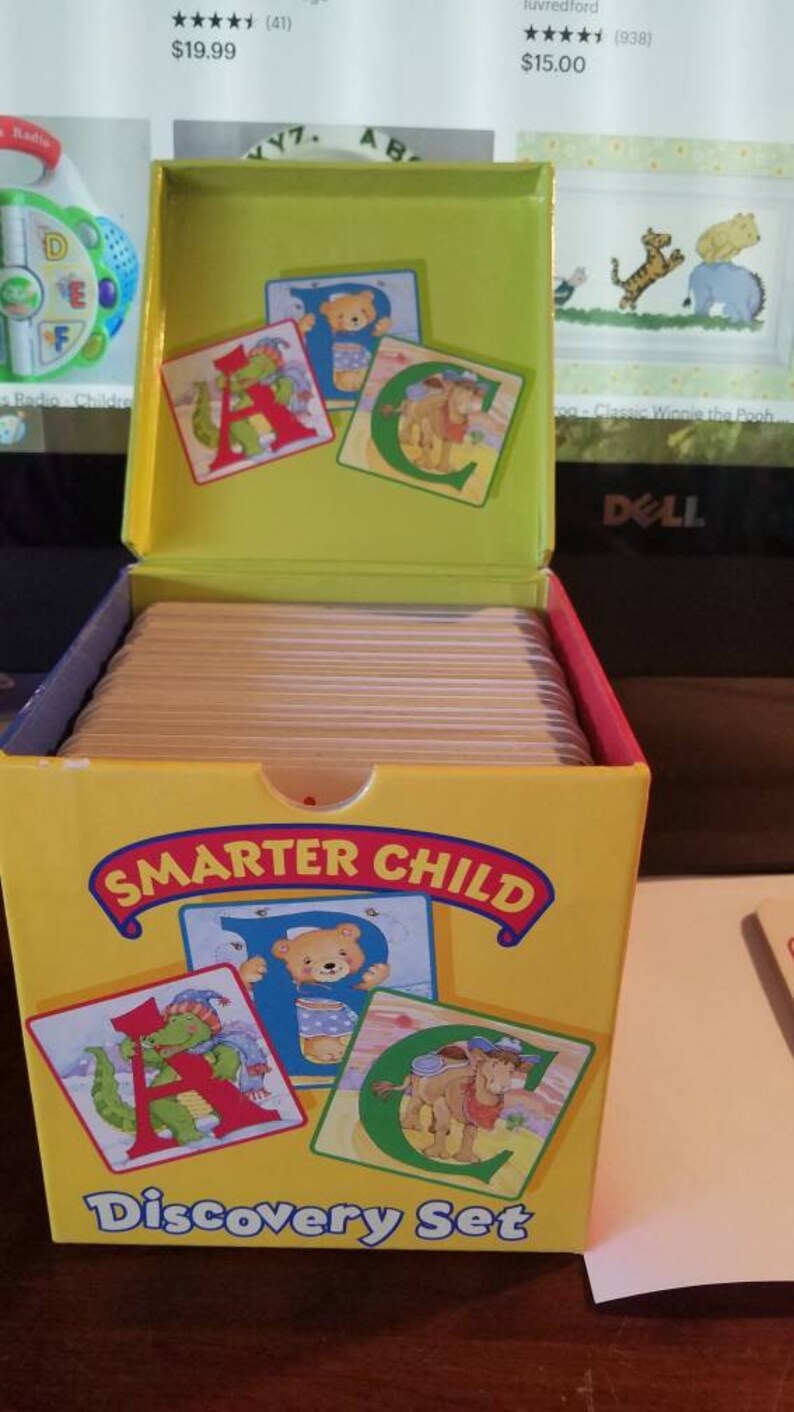 luvredford
★★★★★ (41)
$19.99
★★★★★ (938)
$15.00
Radio
XYZ. AB
D
E
F
s Radio - Childre
Classic Winnie the Pooh ...
B
A
C
DELL
SMARTER CHILD
B
A
C
Discovery Set